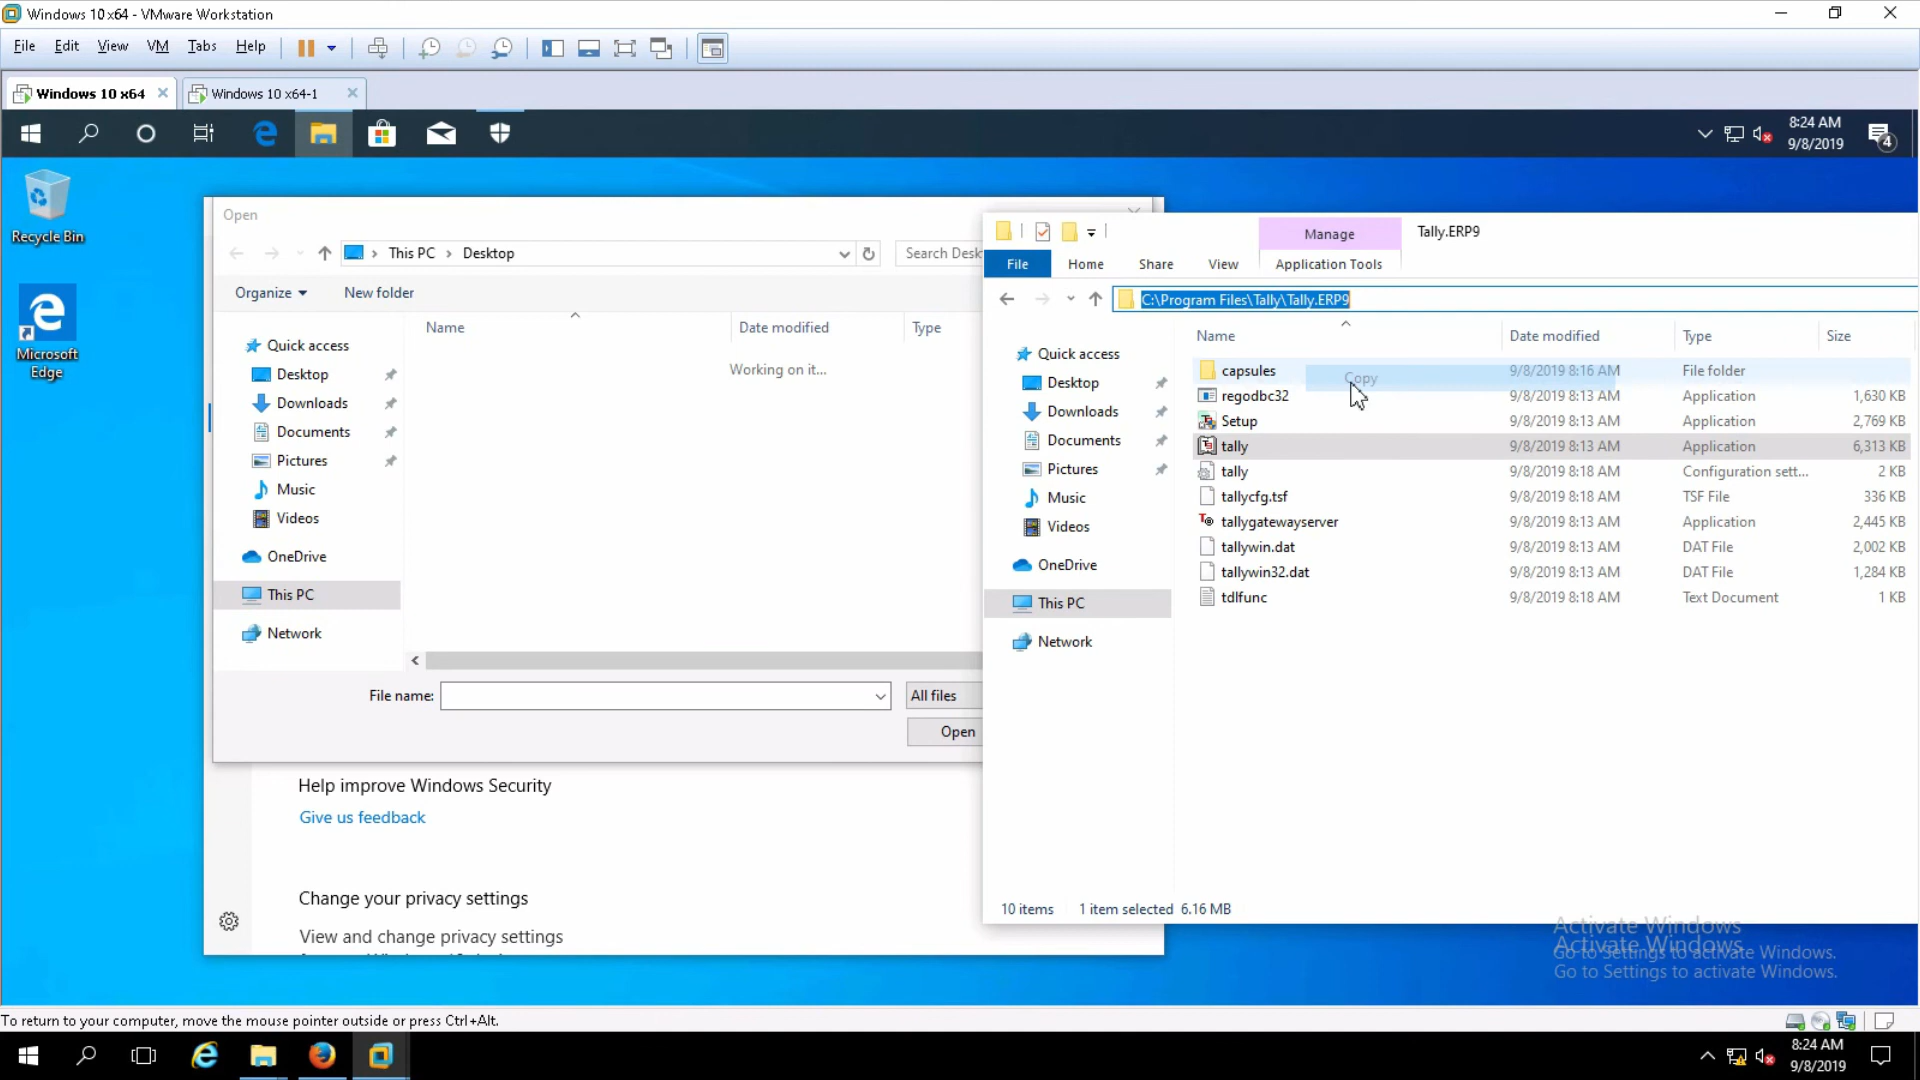 Windows 10 x64 - VMware Workstation
File Edit View VM Tabs Help
Windows 10 x64
Windows 10 x64-1
8:24 AM
9/8/2019
4
Recycle Bin
Microsoft
Edge
Open
This PC
Desktop
Organize
New folder
Name
Date modified
Type
Working on it...
Quick access
Desktop
Downloads
Documents
Pictures
Music
Videos
OneDrive
This PC
Network
File name:
All files
Open
Help improve Windows Security
Give us feedback
Change your privacy settings
View and change privacy settings
Manage
Tally.ERP9
File Home Share View Application Tools
C:\Program Files\Tally\Tally.ERP9
Quick access
Desktop
Downloads
Documents
Pictures
Music
Videos
OneDrive
This PC
Network
Name Date modified Type Size
capsules 9/8/2019 8:16 AM File folder
Copy
regodbc32 9/8/2019 8:13 AM Application 1,630 KB
Setup 9/8/2019 8:13 AM Application 2,769 KB
tally 9/8/2019 8:13 AM Application 6,313 KB
tally 9/8/2019 8:18 AM Configuration sett... 2 KB
tallycfg.tsf 9/8/2019 8:18 AM TSF File 336 KB
tallygatewayserver 9/8/2019 8:13 AM Application 2,445 KB
tallywin.dat 9/8/2019 8:13 AM DAT File 2,002 KB
tallywin32.dat 9/8/2019 8:13 AM DAT File 1,284 KB
tdlfunc 9/8/2019 8:18 AM Text Document 1 KB
10 items 1 item selected 6.16 MB
Activate Windows
Activate Windows
Go to Settings to activate Windows.
Go to Settings to activate Windows.
To return to your computer, move the mouse pointer outside or press Ctrl+Alt.
8:24 AM
9/8/2019